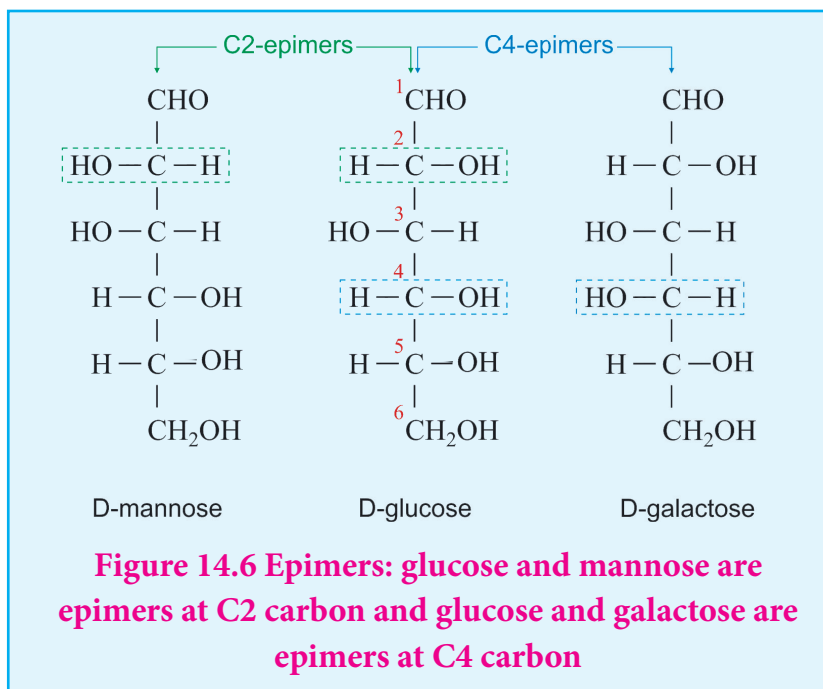 C2-epimers C4-epimers
CHO 1CHO CHO
2
HO—C—H H—C—OH H—C—OH
3
HO—C—H HO—C—H HO—C—H
4
H—C—OH H—C—OH HO—C—H
5
H—C—OH H—C—OH H—C—OH
6
CH₂OH CH₂OH CH₂OH
D-mannose D-glucose D-galactose
Figure 14.6 Epimers: glucose and mannose are
epimers at C2 carbon and glucose and galactose are
epimers at C4 carbon